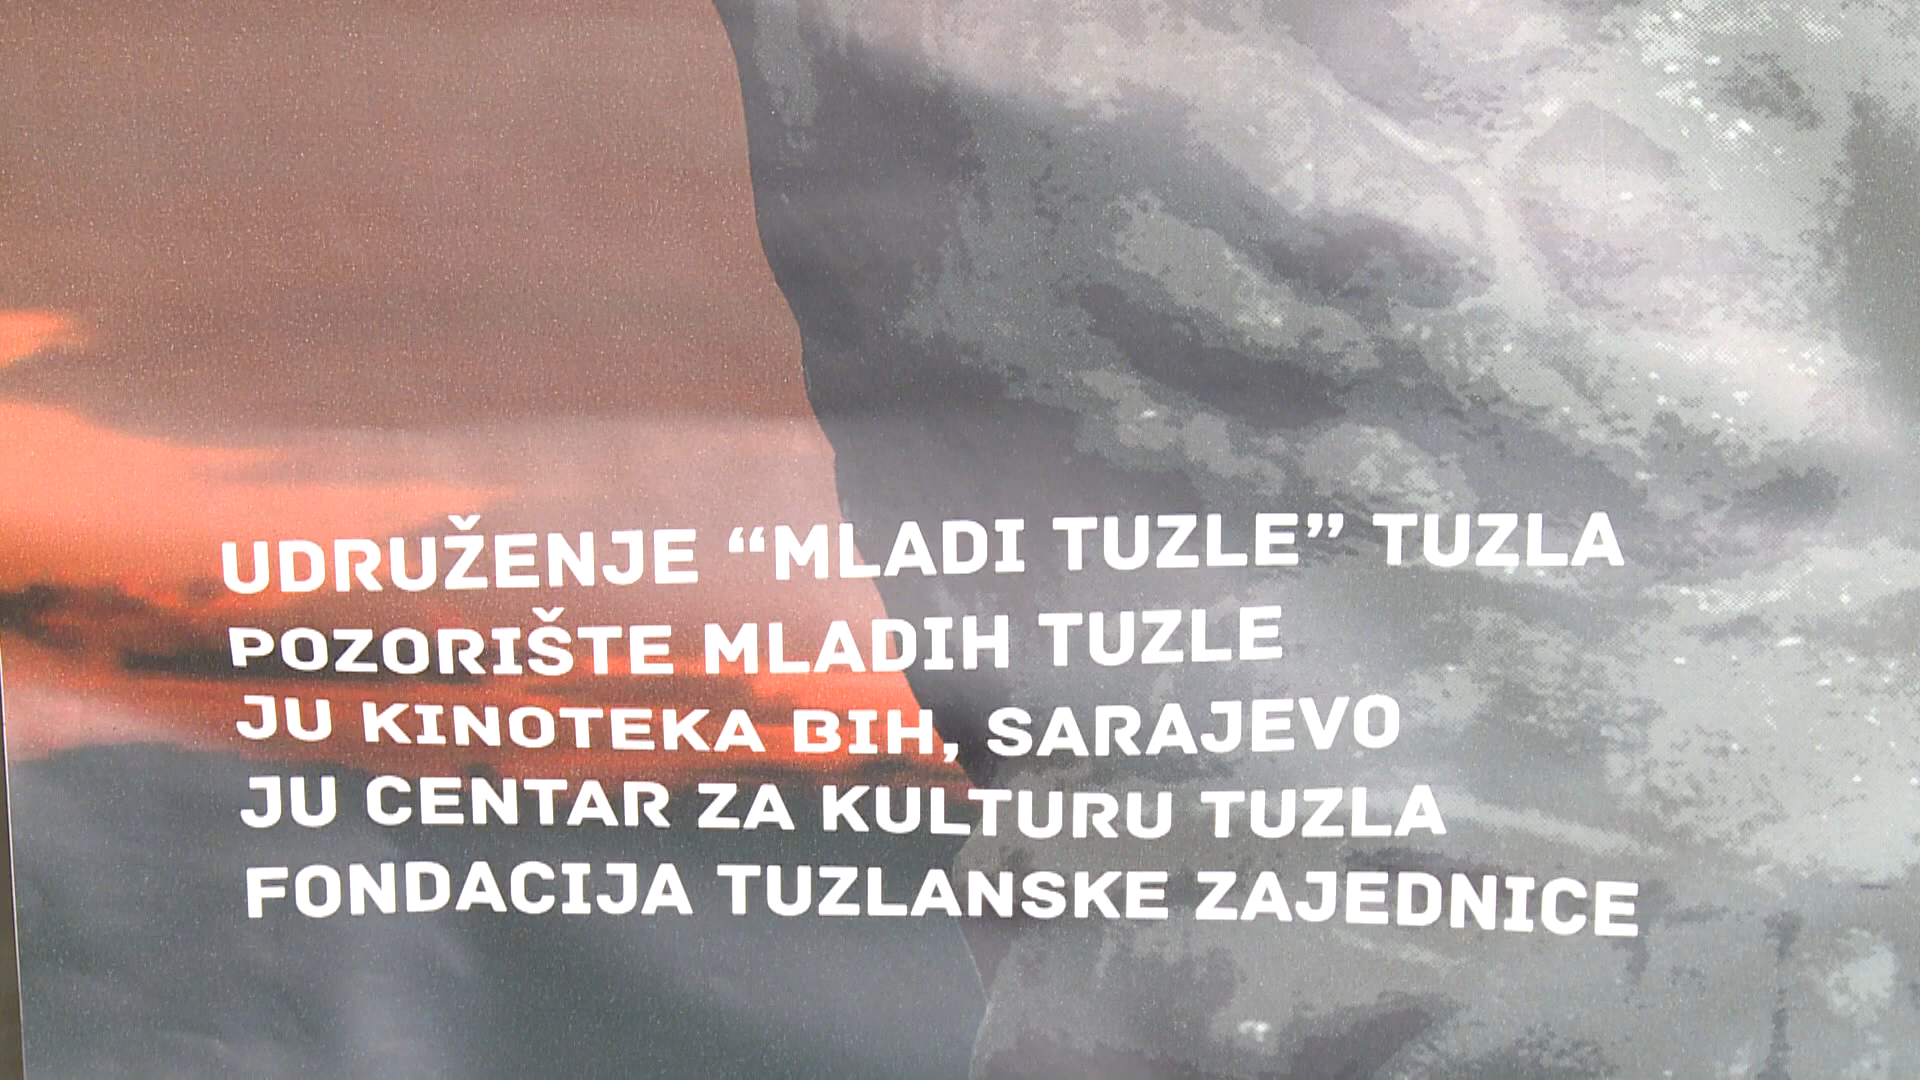 UDRUŽENJE “MLADI TUZLE” TUZLA
POZORIŠTE MLADIH TUZLE
JU KINOTEKA BIH, SARAJEVO
JU CENTAR ZA KULTURU TUZLA
FONDACIJA TUZLANSKE ZAJEDNICE